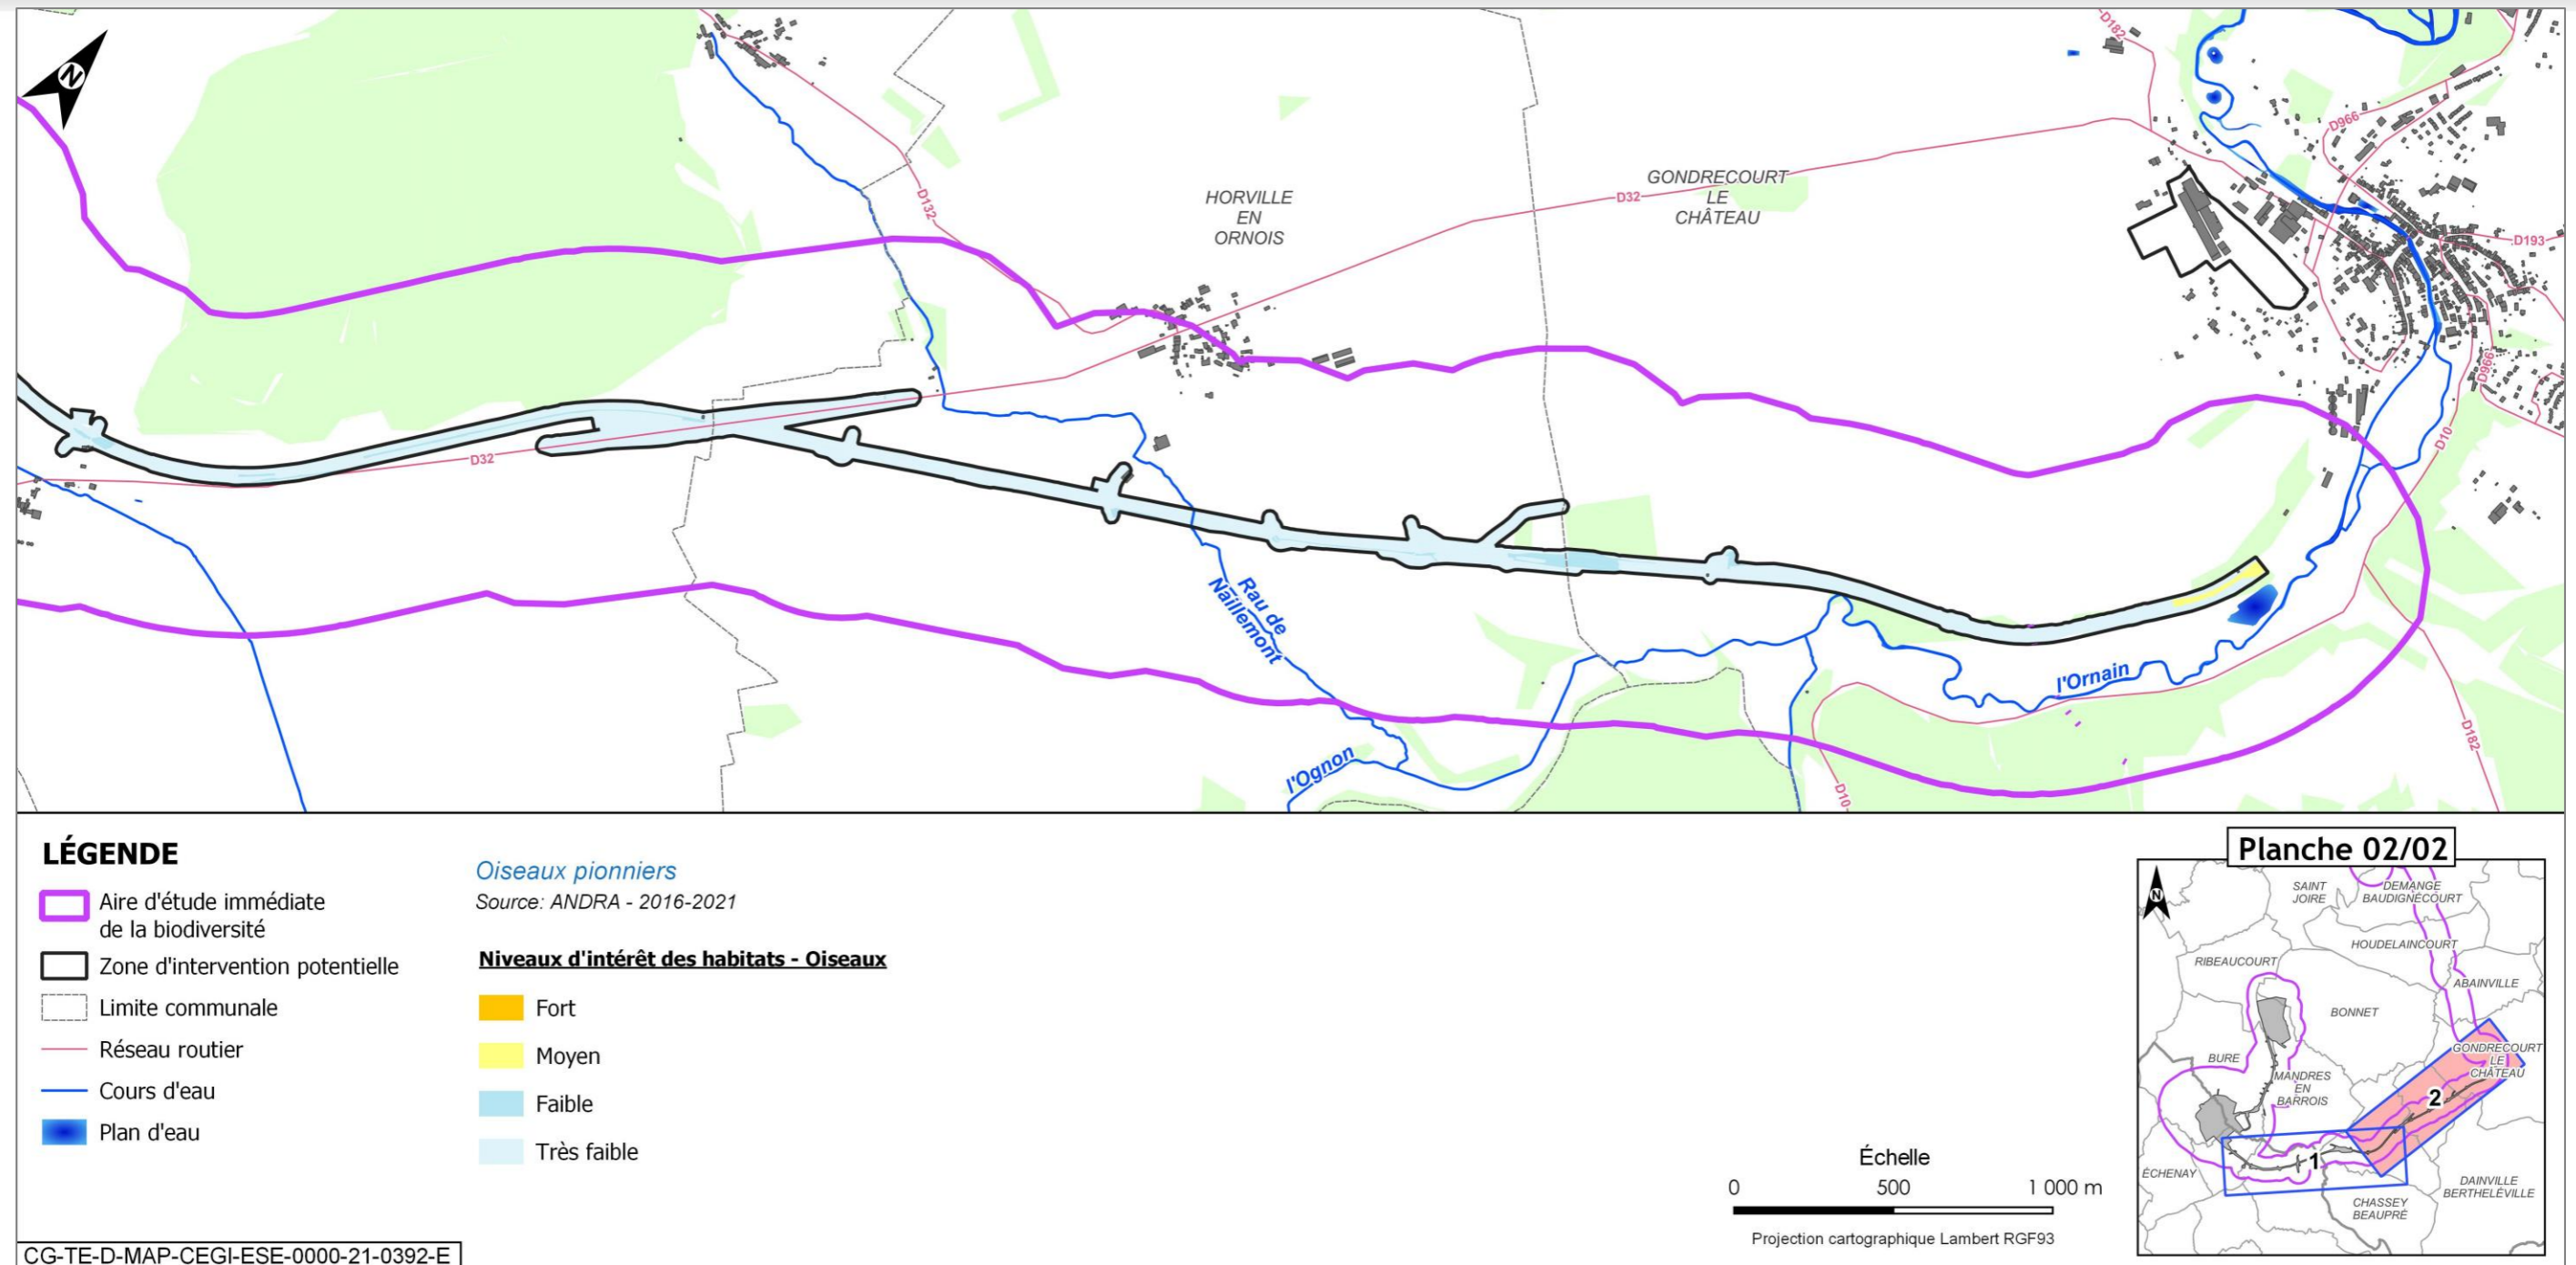 N
D182
D966
D132
HORVILLE
EN
ORNOIS
D32
GONDRECOURT
LE
CHÂTEAU
D193
D966
D32
D10
Rau de
Naillemont
l'Ornain
l'Ognon
D10
D182
LÉGENDE
Aire d'étude immédiate
de la biodiversité
Zone d'intervention potentielle
Limite communale
Réseau routier
Cours d'eau
Plan d'eau
Oiseaux pionniers
Source: ANDRA - 2016-2021
Niveaux d'intérêt des habitats - Oiseaux
Fort
Moyen
Faible
Très faible
Échelle
0 500 1 000 m
Projection cartographique Lambert RGF93
Planche 02/02
N
SAINT
JOIRE
DEMANGE
BAUDIGNÉCOURT
HOUDELAINCOURT
RIBEAUCOURT
ABAINVILLE
BONNET
BURE
GONDRECOURT
LE
CHÂTEAU
MANDRES
EN
BARROIS
2
1
ÉCHENAY
DAINVILLE
BERTHELÉVILLE
CHASSEY
BEAUPRÉ
CG-TE-D-MAP-CEGI-ESE-0000-21-0392-E